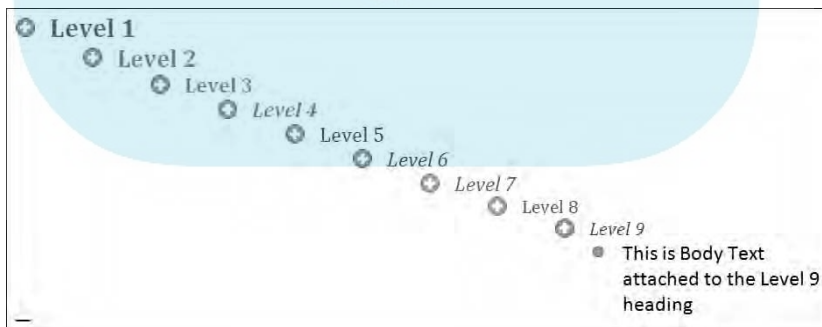 Level 1
Level 2
Level 3
Level 4
Level 5
Level 6
Level 7
Level 8
Level 9
This is Body Text
attached to the Level 9
heading